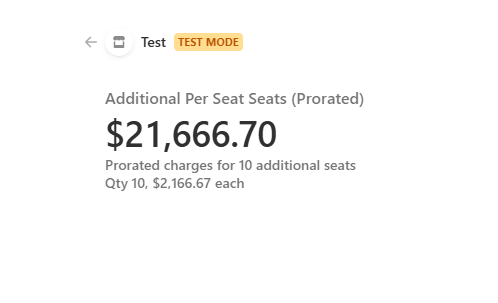 Test TEST MODE
Additional Per Seat Seats (Prorated)
$21,666.70
Prorated charges for 10 additional seats
Qty 10, $2,166.67 each